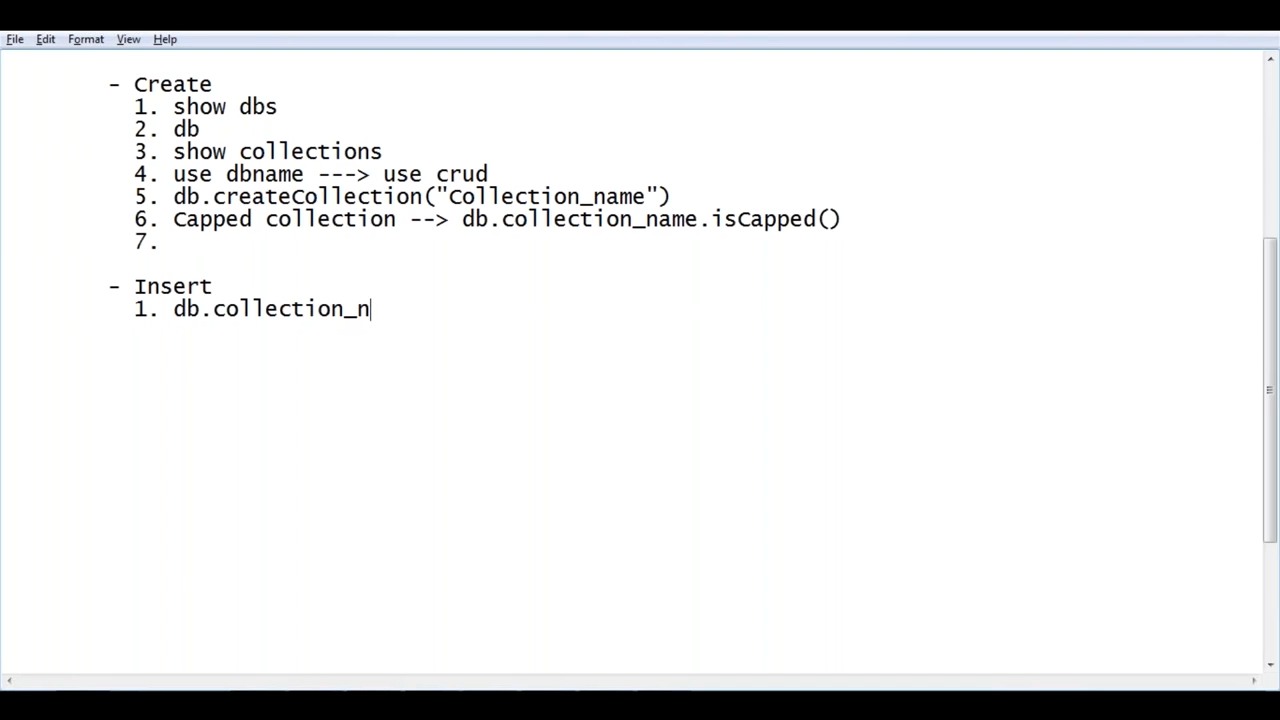 File Edit Format View Help
- Create
1. show dbs
2. db
3. show collections
4. use dbname ---> use crud
5. db.createCollection("Collection_name")
6. Capped collection --> db.collection_name.isCapped()
7.
- Insert
1. db.collection_n